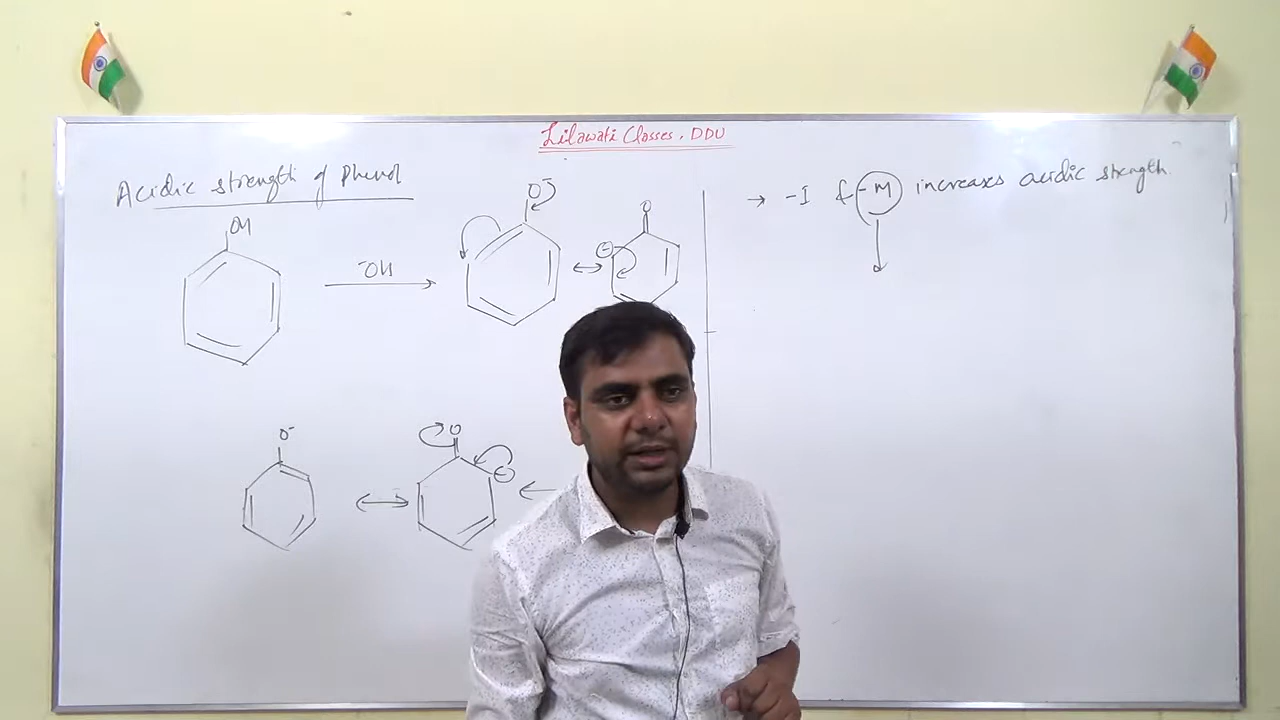 Lilawati Classes, DDU
Acidic strength of Phenol
→ -I & -M increases acidic strength.
OH
⁻OH
O⁻
O
⊖
O⁻
O
⊖